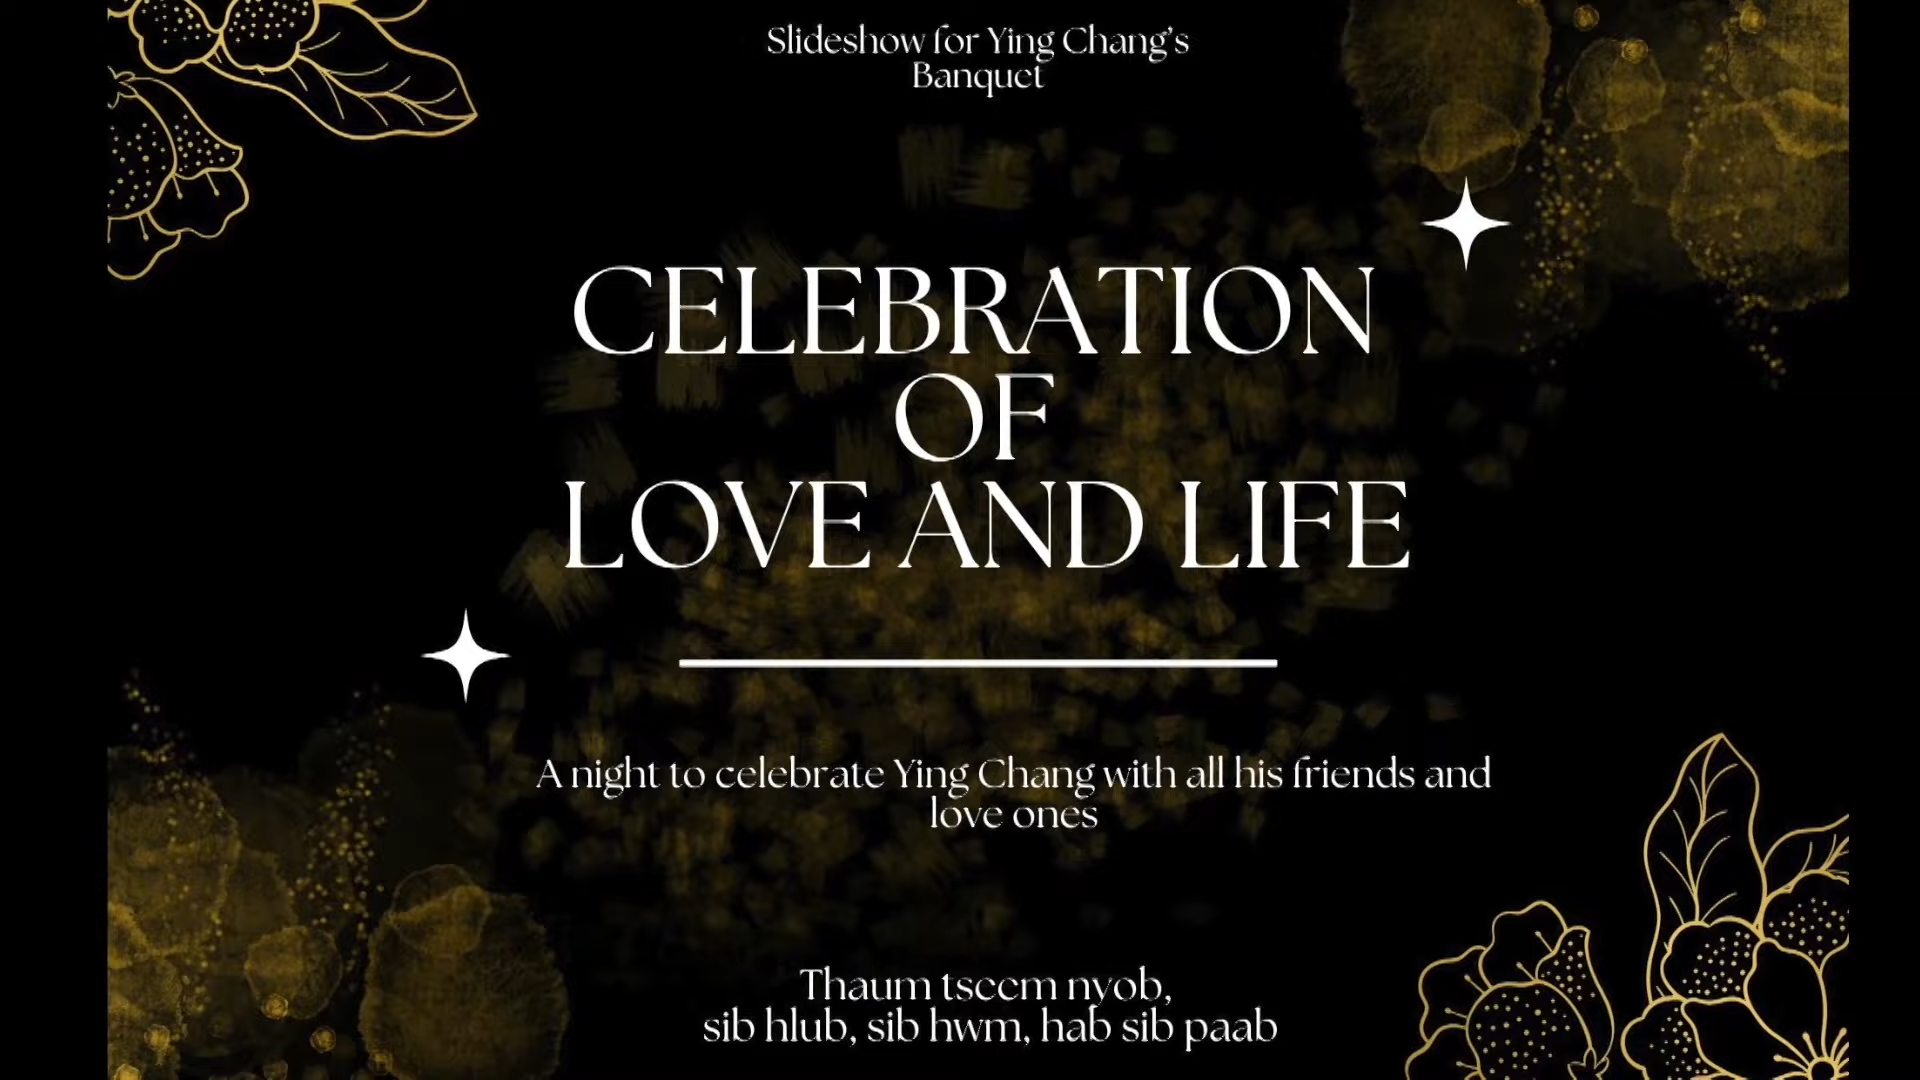 Slideshow for Ying Chang's
Banquet
CELEBRATION
OF
LOVE AND LIFE
A night to celebrate Ying Chang with all his friends and
love ones
Thaum tseem nyob,
sib hlub, sib hwm, hab sib paab